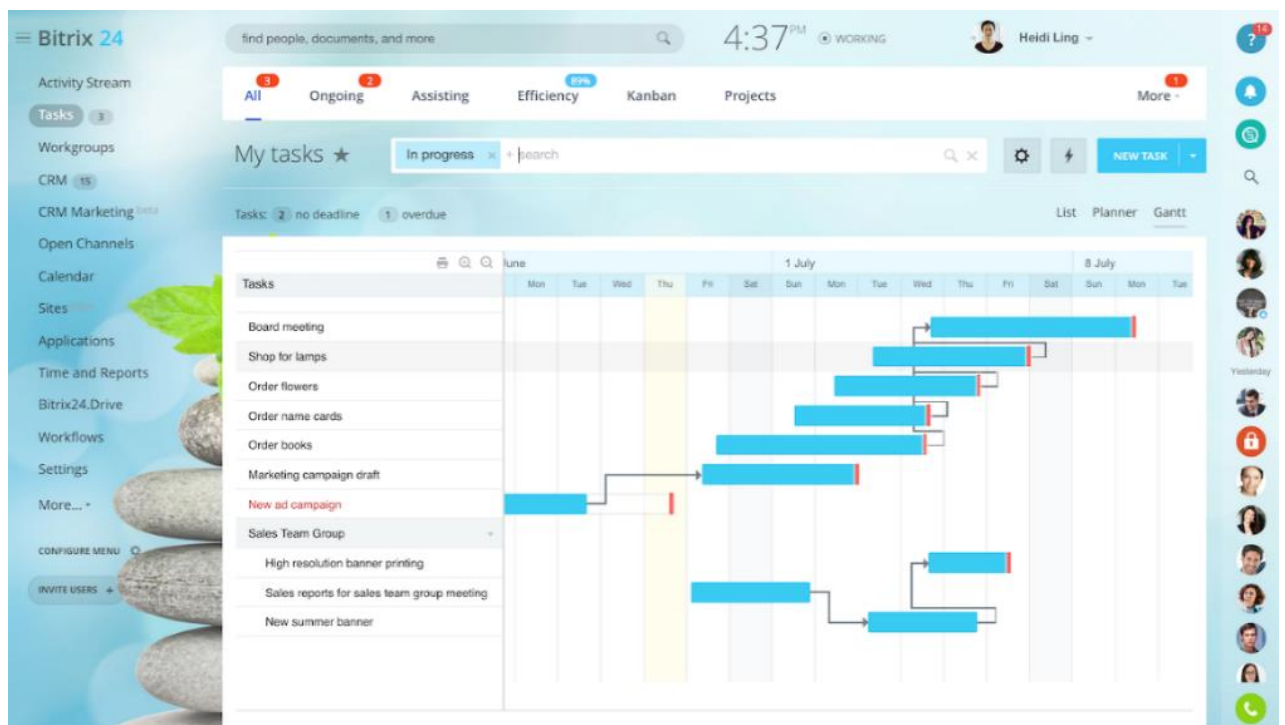 Bitrix 24
find people, documents, and more
4:37 PM
WORKING
Heidi Ling
14
Activity Stream
Tasks 3
Workgroups
CRM 15
CRM Marketing beta
Open Channels
Calendar
Sites
Applications
Time and Reports
Bitrix24.Drive
Workflows
Settings
More...
CONFIGURE MENU
INVITE USERS +
3 2 89% 1
All Ongoing Assisting Efficiency Kanban Projects More
My tasks ★ In progress × + search NEW TASK
Tasks: 2 no deadline 1 overdue List Planner Gantt
June 1 July 8 July
Tasks Mon Tue Wed Thu Fri Sat Sun Mon Tue Wed Thu Fri Sat Sun Mon Tue
Board meeting
Shop for lamps
Order flowers
Order name cards
Order books
Marketing campaign draft
New ad campaign
Sales Team Group
High resolution banner printing
Sales reports for sales team group meeting
New summer banner
?
Yesterday